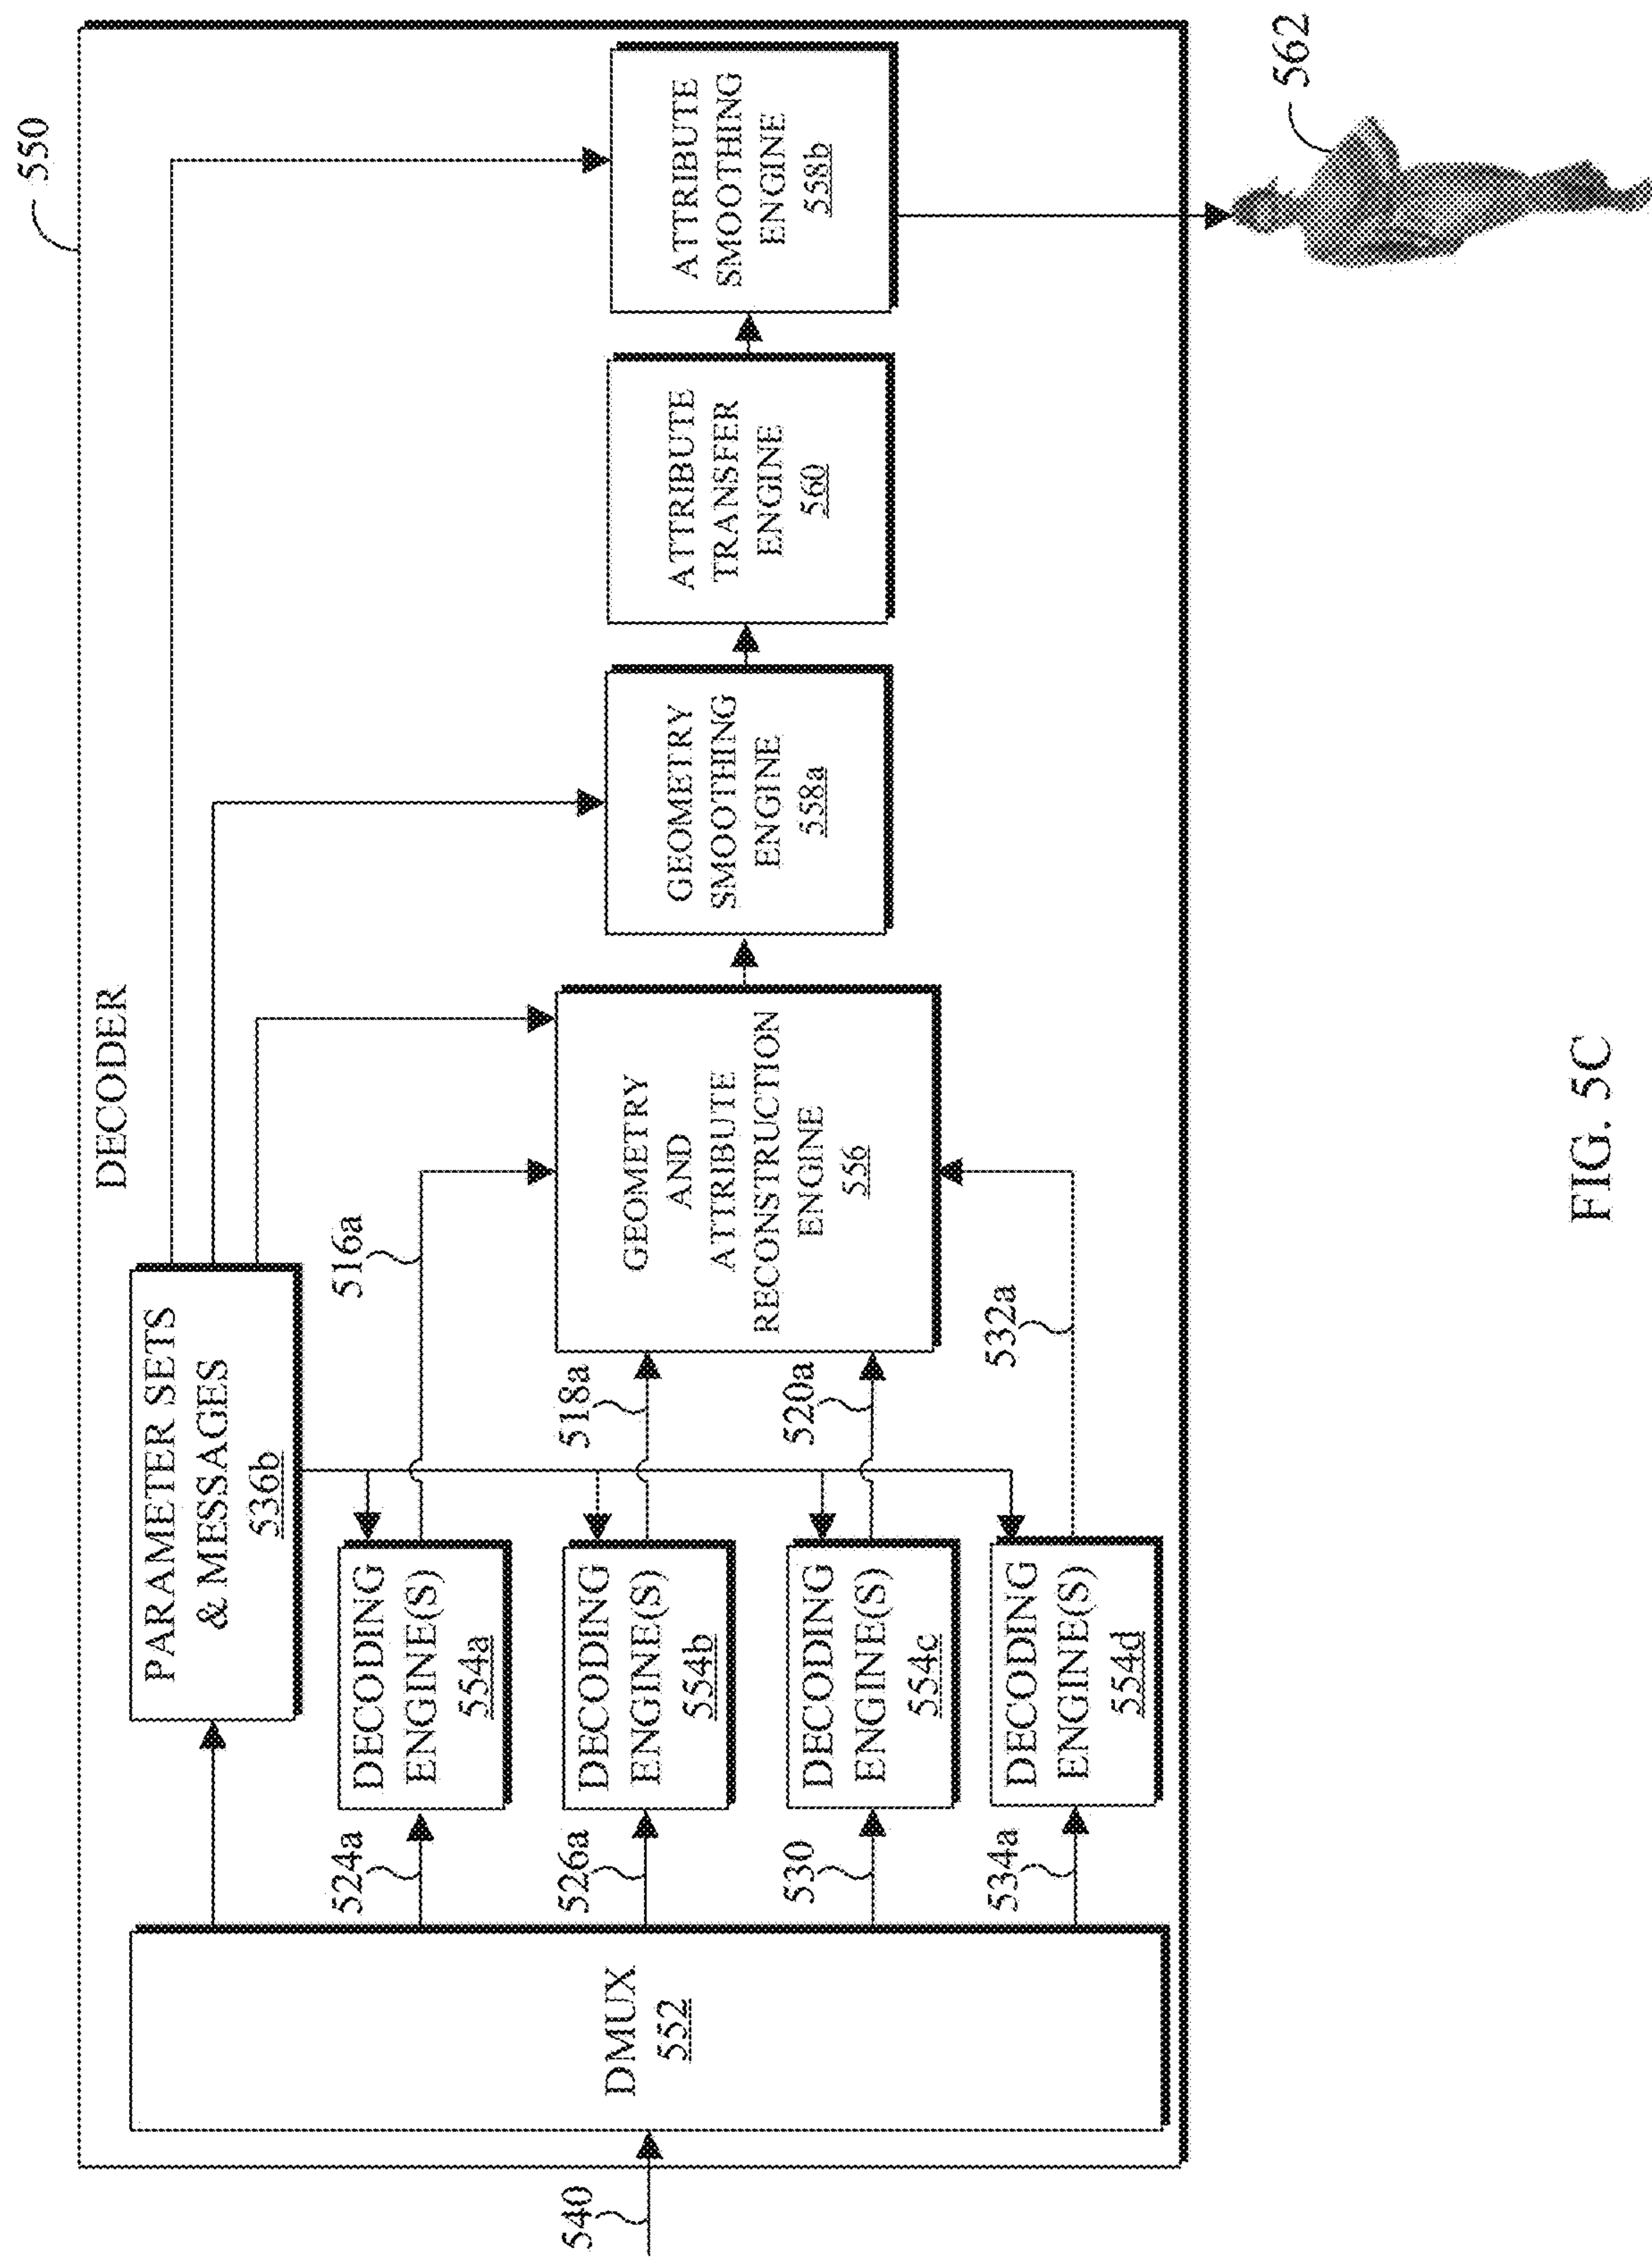 550
DECODER
PARAMETER SETS
& MESSAGES
536b
516a
524a
DECODING
ENGINE(S)
554a
526a
DECODING
ENGINE(S)
554b
518a
530
DECODING
ENGINE(S)
554c
520a
534a
DECODING
ENGINE(S)
554d
532a
540
DMUX
552
GEOMETRY
AND
ATTRIBUTE
RECONSTRUCTION
ENGINE
556
GEOMETRY
SMOOTHING
ENGINE
558a
ATTRIBUTE
TRANSFER
ENGINE
560
ATTRIBUTE
SMOOTHING
ENGINE
558b
562
FIG. 5C